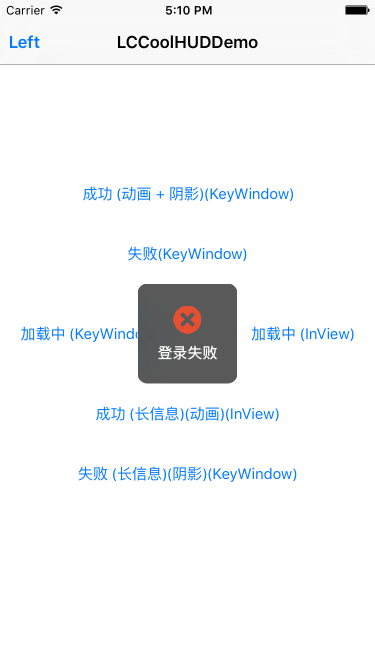 Carrier 5:10 PM
Left LCCoolHUDDemo
成功 (动画 + 阴影)(KeyWindow)
失败(KeyWindow)
加载中 (KeyWindo 加载中 (InView)
登录失败
成功 (长信息)(动画)(InView)
失败 (长信息)(阴影)(KeyWindow)